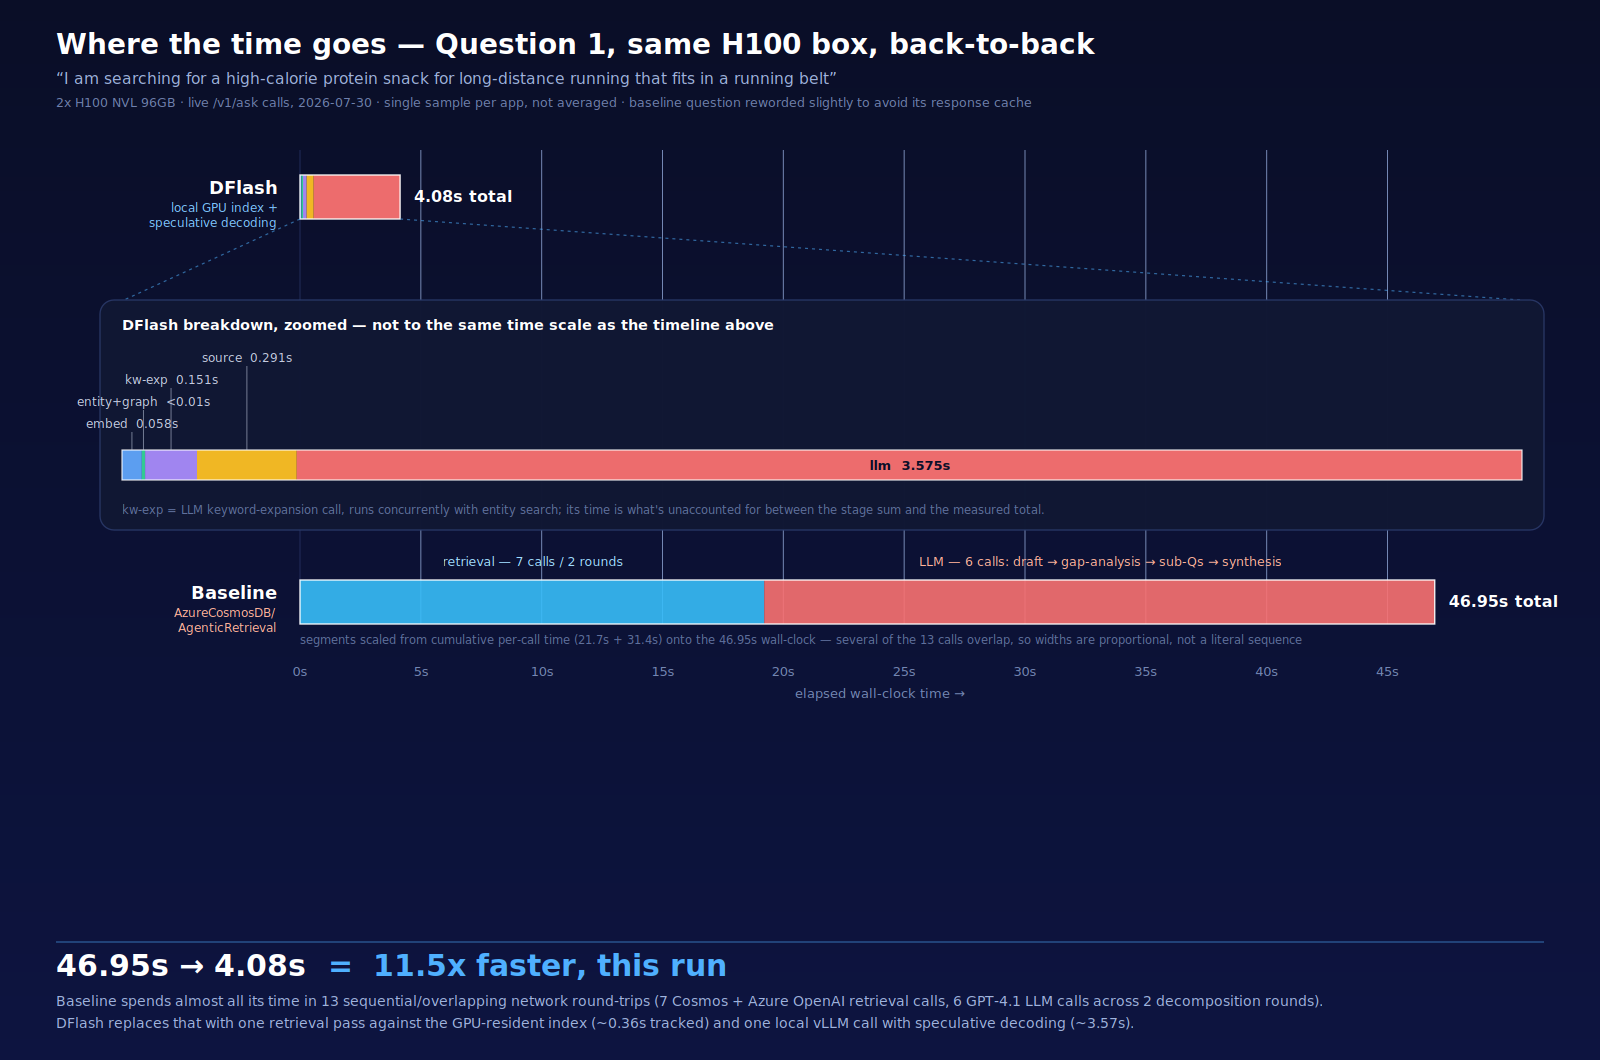 Where the time goes — Question 1, same H100 box, back-to-back
“I am searching for a high-calorie protein snack for long-distance running that fits in a running belt”
2x H100 NVL 96GB · live /v1/ask calls, 2026-07-30 · single sample per app, not averaged · baseline question reworded slightly to avoid its response cache
DFlash
local GPU index +
speculative decoding
4.08s total
DFlash breakdown, zoomed — not to the same time scale as the timeline above
source 0.291s
kw-exp 0.151s
entity+graph <0.01s
embed 0.058s
llm 3.575s
kw-exp = LLM keyword-expansion call, runs concurrently with entity search; its time is what's unaccounted for between the stage sum and the measured total.
retrieval — 7 calls / 2 rounds
LLM — 6 calls: draft → gap-analysis → sub-Qs → synthesis
Baseline
AzureCosmosDB/
AgenticRetrieval
46.95s total
segments scaled from cumulative per-call time (21.7s + 31.4s) onto the 46.95s wall-clock — several of the 13 calls overlap, so widths are proportional, not a literal sequence
0s 5s 10s 15s 20s 25s 30s 35s 40s 45s
elapsed wall-clock time →
46.95s → 4.08s = 11.5x faster, this run
Baseline spends almost all its time in 13 sequential/overlapping network round-trips (7 Cosmos + Azure OpenAI retrieval calls, 6 GPT-4.1 LLM calls across 2 decomposition rounds).
DFlash replaces that with one retrieval pass against the GPU-resident index (~0.36s tracked) and one local vLLM call with speculative decoding (~3.57s).